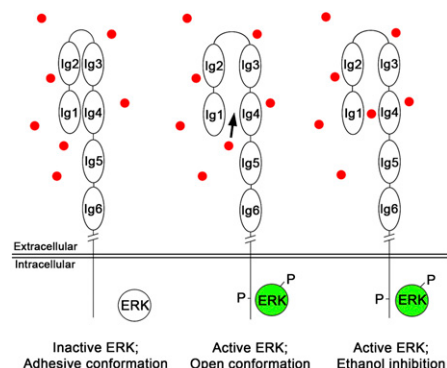 Ig2 Ig3 Ig2 Ig3 Ig2 Ig3
Ig1 Ig4 Ig1 Ig4 Ig1 Ig4
Ig5 Ig5 Ig5
Ig6 Ig6 Ig6
Extracellular
Intracellular
P P
ERK P ERK P ERK
Inactive ERK; Active ERK; Active ERK;
Adhesive conformation Open conformation Ethanol inhibition